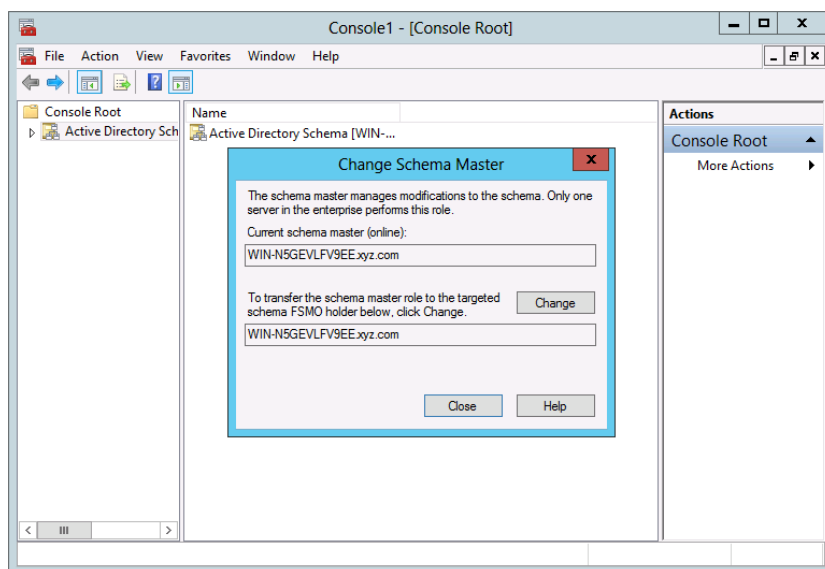 Console1 - [Console Root]
File Action View Favorites Window Help
Console Root
Active Directory Sch
Name
Active Directory Schema [WIN-...
Actions
Console Root
More Actions
Change Schema Master
x
The schema master manages modifications to the schema. Only one
server in the enterprise performs this role.
Current schema master (online):
WIN-N5GEVLFV9EE.xyz.com
To transfer the schema master role to the targeted
schema FSMO holder below, click Change.
Change
WIN-N5GEVLFV9EE.xyz.com
Close
Help